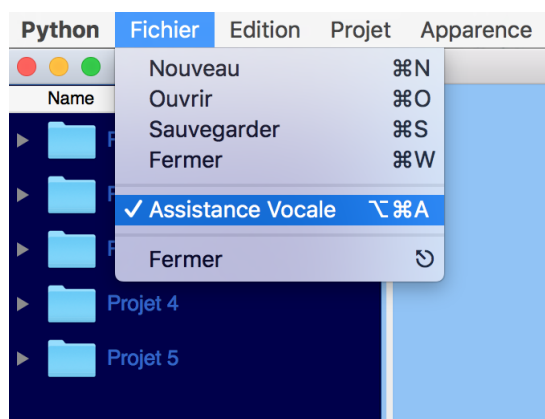 Python Fichier Edition Projet Apparence
Name
Nouveau ⌘N
Ouvrir ⌘O
Sauvegarder ⌘S
Fermer ⌘W
✓ Assistance Vocale ⌥⌘A
Fermer ⎋
Projet 4
Projet 5